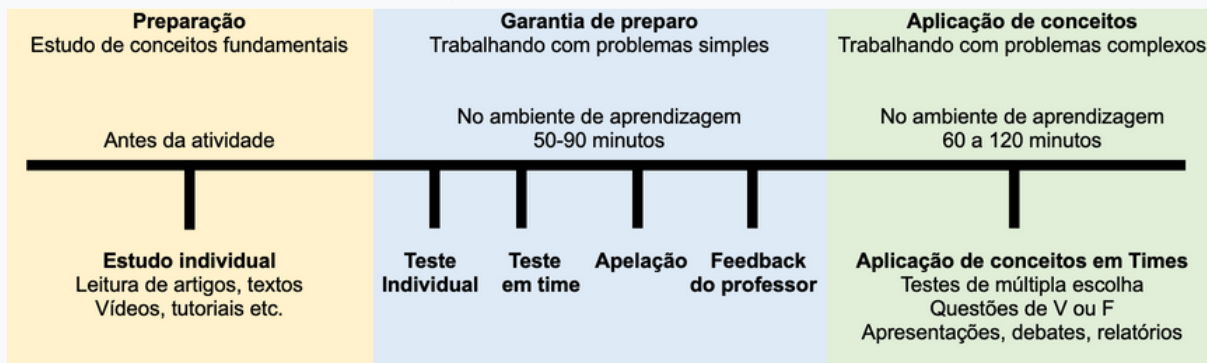 Preparação
Estudo de conceitos fundamentais
Antes da atividade
Estudo individual
Leitura de artigos, textos
Vídeos, tutoriais etc.
Garantia de preparo
Trabalhando com problemas simples
No ambiente de aprendizagem
50-90 minutos
Teste
Individual
Teste
em time
Apelação
Feedback
do professor
Aplicação de conceitos
Trabalhando com problemas complexos
No ambiente de aprendizagem
60 a 120 minutos
Aplicação de conceitos em Times
Testes de múltipla escolha
Questões de V ou F
Apresentações, debates, relatórios